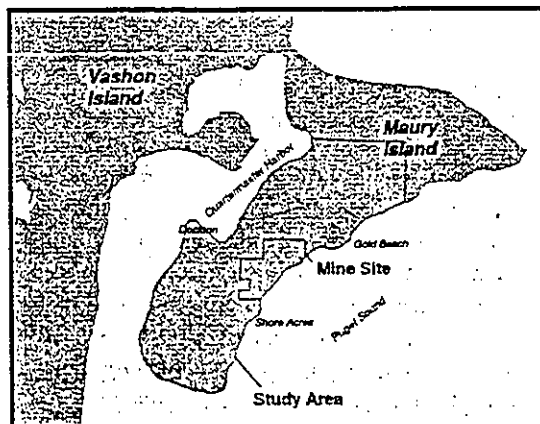 Vashon
Island
Maury
Island
Quartermaster Harbor
Dockton
Gold Beach
Mine Site
Shore Acres
Puget Sound
Study Area